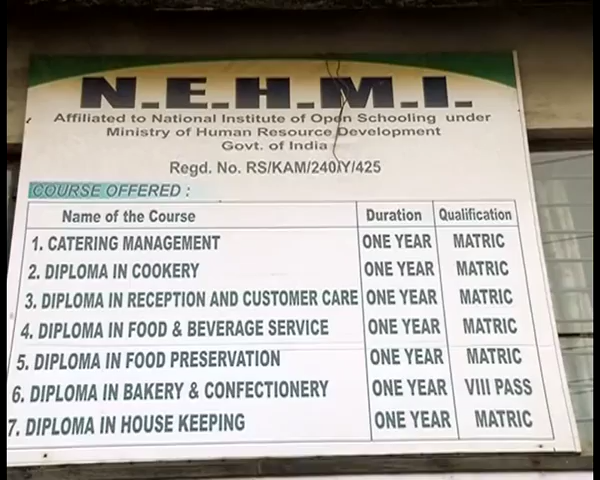 N.E.H.M.I.
Affiliated to National Institute of Open Schooling under
Ministry of Human Resource Development
Govt. of India
Regd. No. RS/KAM/240/Y/425
COURSE OFFERED :
Name of the Course Duration Qualification
1. CATERING MANAGEMENT ONE YEAR MATRIC
2. DIPLOMA IN COOKERY ONE YEAR MATRIC
3. DIPLOMA IN RECEPTION AND CUSTOMER CARE ONE YEAR MATRIC
4. DIPLOMA IN FOOD & BEVERAGE SERVICE ONE YEAR MATRIC
5. DIPLOMA IN FOOD PRESERVATION ONE YEAR MATRIC
6. DIPLOMA IN BAKERY & CONFECTIONERY ONE YEAR VIII PASS
7. DIPLOMA IN HOUSE KEEPING ONE YEAR MATRIC